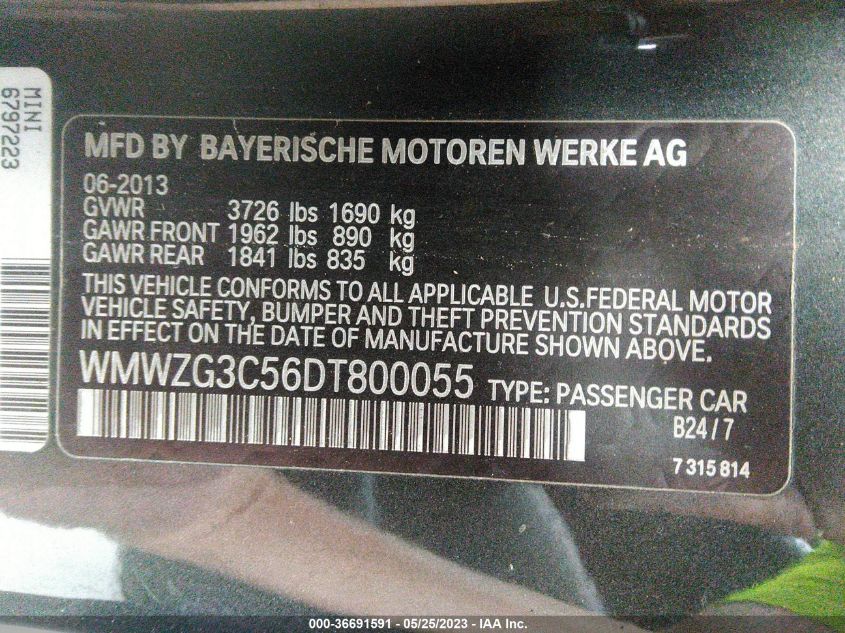 MINI
6797223
MFD BY BAYERISCHE MOTOREN WERKE AG
06-2013
GVWR 3726 lbs 1690 kg
GAWR FRONT 1962 lbs 890 kg
GAWR REAR 1841 lbs 835 kg
THIS VEHICLE CONFORMS TO ALL APPLICABLE U.S.FEDERAL MOTOR
VEHICLE SAFETY, BUMPER AND THEFT PREVENTION STANDARDS
IN EFFECT ON THE DATE OF MANUFACTURE SHOWN ABOVE.
WMWZG3C56DT800055 TYPE: PASSENGER CAR
B24/7
7 315 814
000-36691591 - 05/25/2023 - IAA Inc.